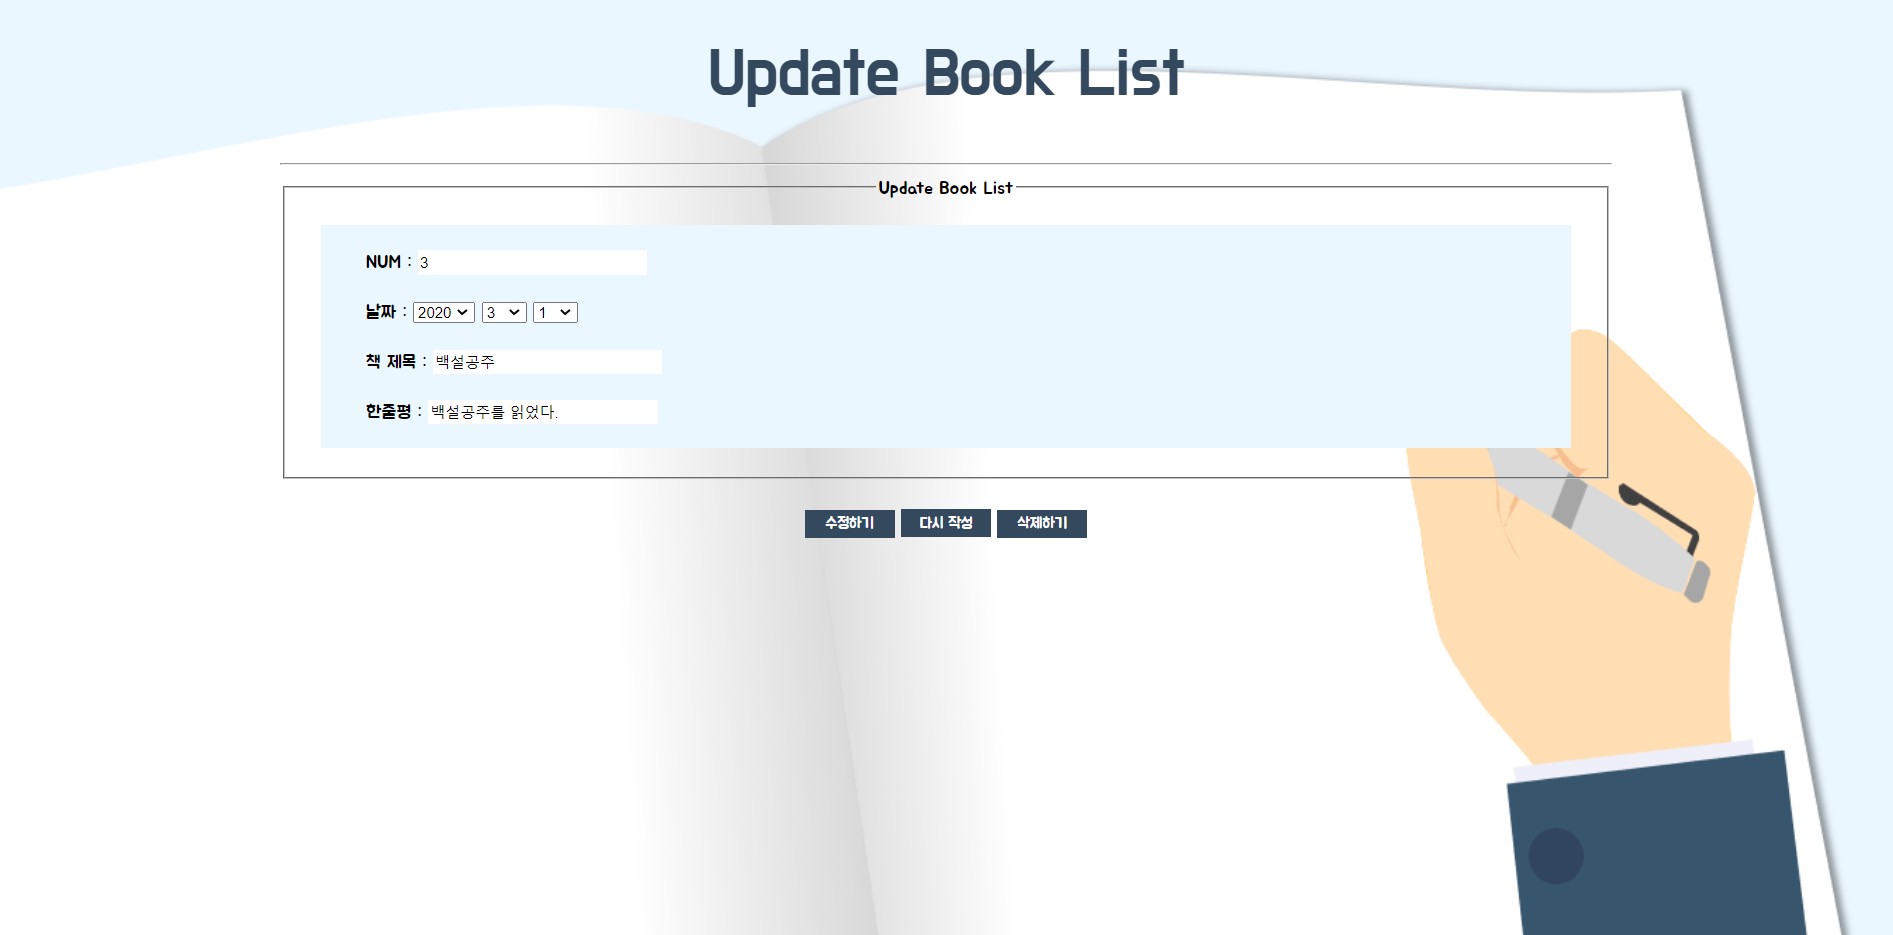 Update Book List
Update Book List
NUM : 3
날짜 : 2020 3 1
책 제목 : 백설공주
한줄평 : 백설공주를 읽었다.
수정하기 다시 작성 삭제하기